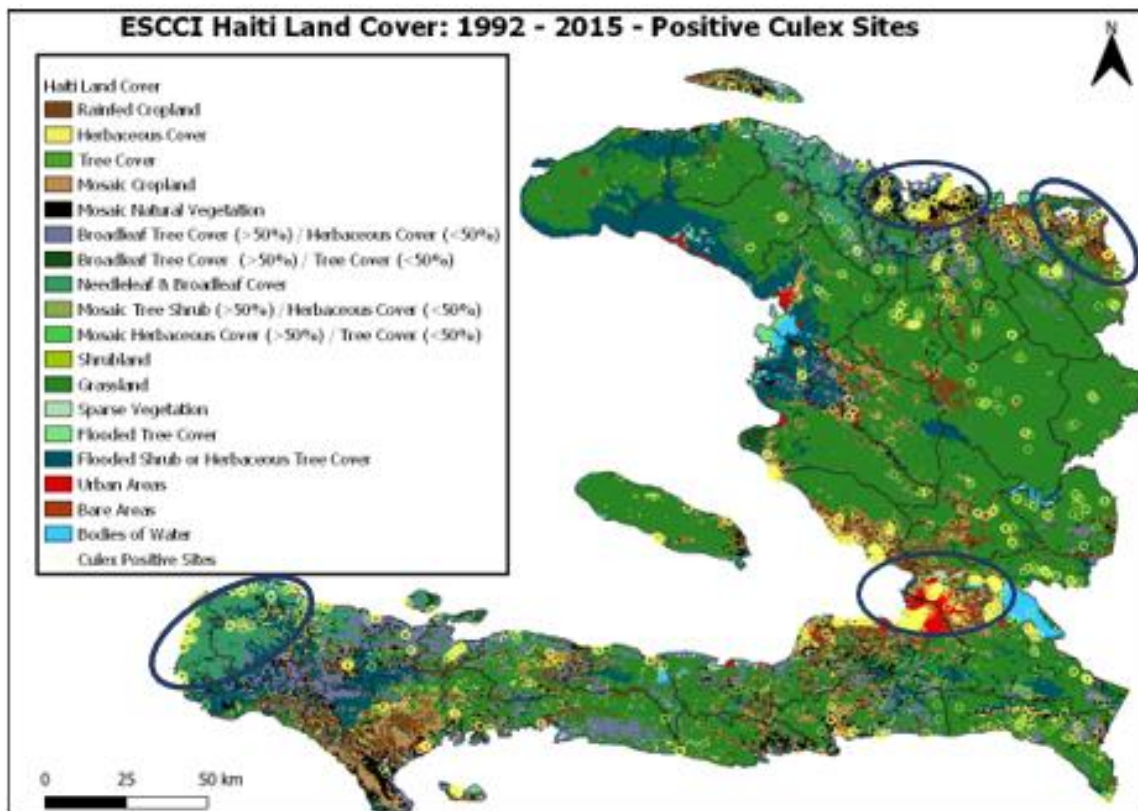 ESCCI Haiti Land Cover: 1992 - 2015 - Positive Culex Sites
N
Haiti Land Cover
Rainfed Cropland
Herbaceous Cover
Tree Cover
Mosaic Cropland
Mosaic Natural Vegetation
Broadleaf Tree Cover (>50%) / Herbaceous Cover (<50%)
Broadleaf Tree Cover (>50%) / Tree Cover (<50%)
Needleleaf & Broadleaf Cover
Mosaic Tree Shrub (>50%) / Herbaceous Cover (<50%)
Mosaic Herbaceous Cover (>50%) / Tree Cover (<50%)
Shrubland
Grassland
Sparse Vegetation
Flooded Tree Cover
Flooded Shrub or Herbaceous Tree Cover
Urban Areas
Bare Areas
Bodies of Water
Culex Positive Sites
0 25 50 km